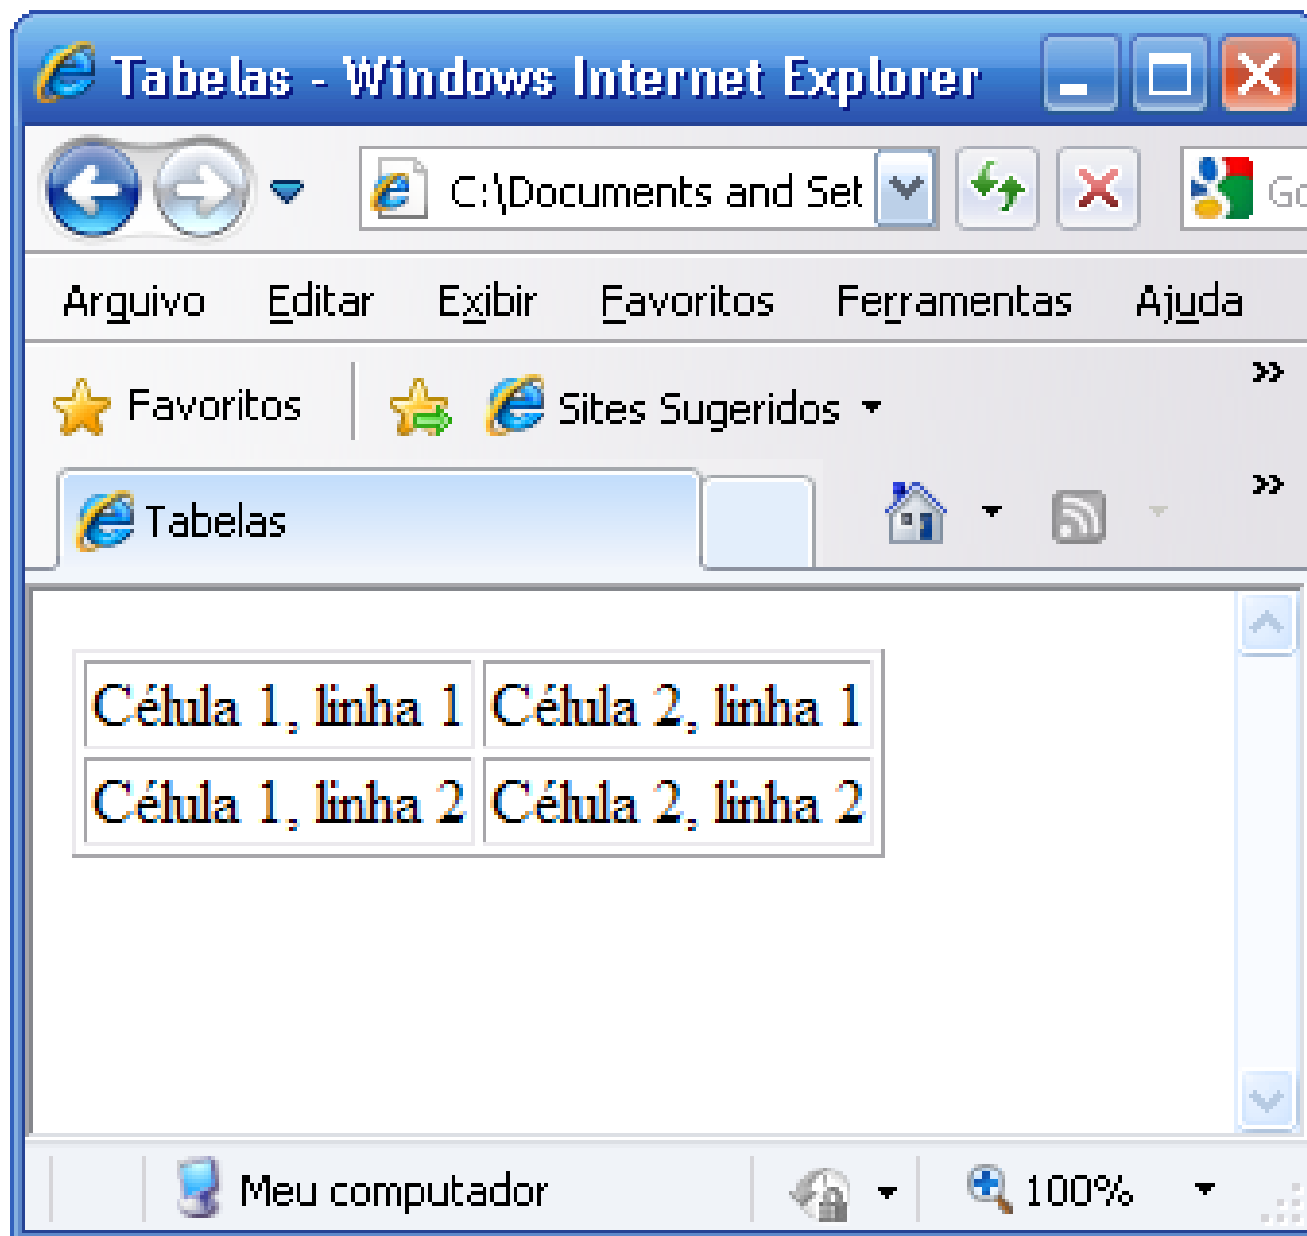 Tabelas - Windows Internet Explorer
C:\Documents and Set
Go
Arquivo Editar Exibir Favoritos Ferramentas Ajuda
Favoritos Sites Sugeridos
Tabelas
Célula 1, linha 1 Célula 2, linha 1
Célula 1, linha 2 Célula 2, linha 2
Meu computador 100%